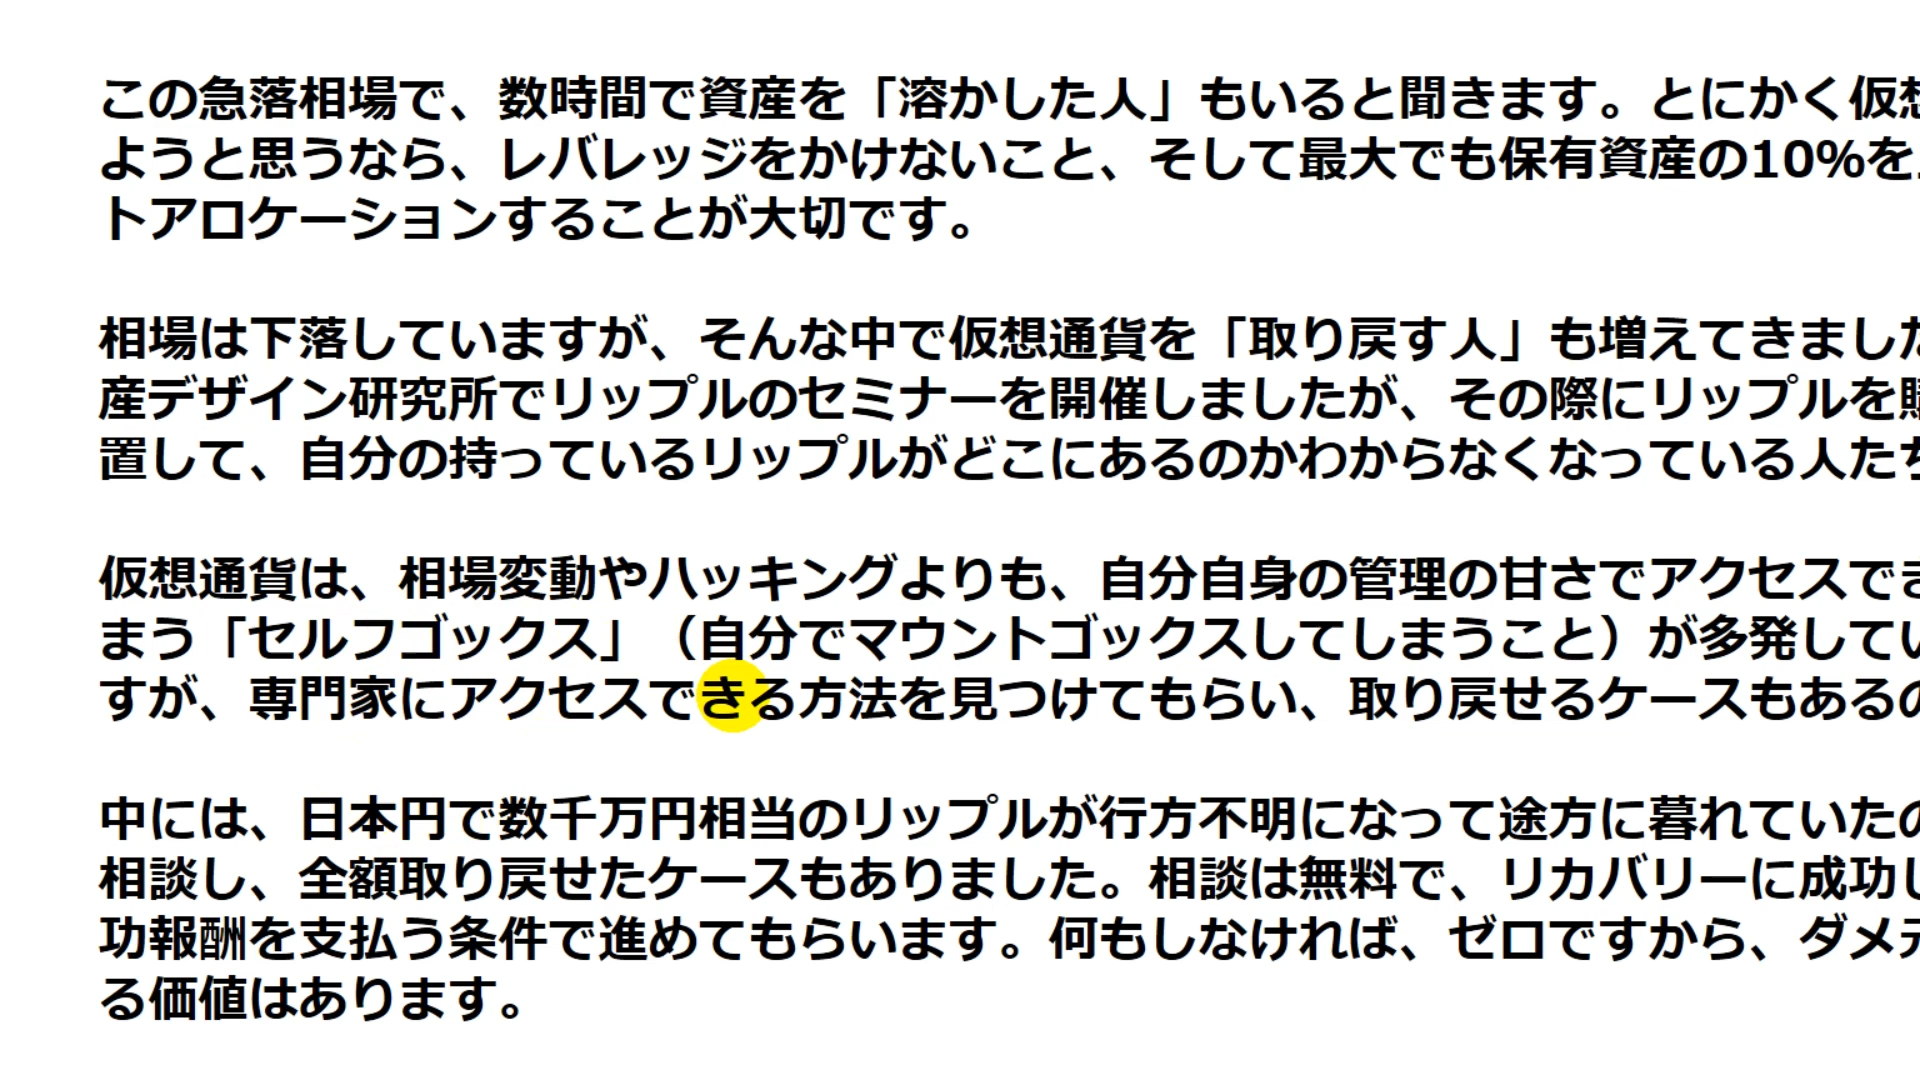 この急落相場で、数時間で資産を「溶かした人」もいると聞きます。とにかく仮想
ようと思うなら、レバレッジをかけないこと、そして最大でも保有資産の10%を
トアロケーションすることが大切です。
相場は下落していますが、そんな中で仮想通貨を「取り戻す人」も増えてきました
産デザイン研究所でリップルのセミナーを開催しましたが、その際にリップルを購
置して、自分の持っているリップルがどこにあるのかわからなくなっている人たち
仮想通貨は、相場変動やハッキングよりも、自分自身の管理の甘さでアクセスでき
まう「セルフゴックス」（自分でマウントゴックスしてしまうこと）が多発してい
すが、専門家にアクセスできる方法を見つけてもらい、取り戻せるケースもあるの
中には、日本円で数千万円相当のリップルが行方不明になって途方に暮れていたの
相談し、全額取り戻せたケースもありました。相談は無料で、リカバリーに成功し
功報酬を支払う条件で進めてもらいます。何もしなければ、ゼロですから、ダメ元
る価値はあります。